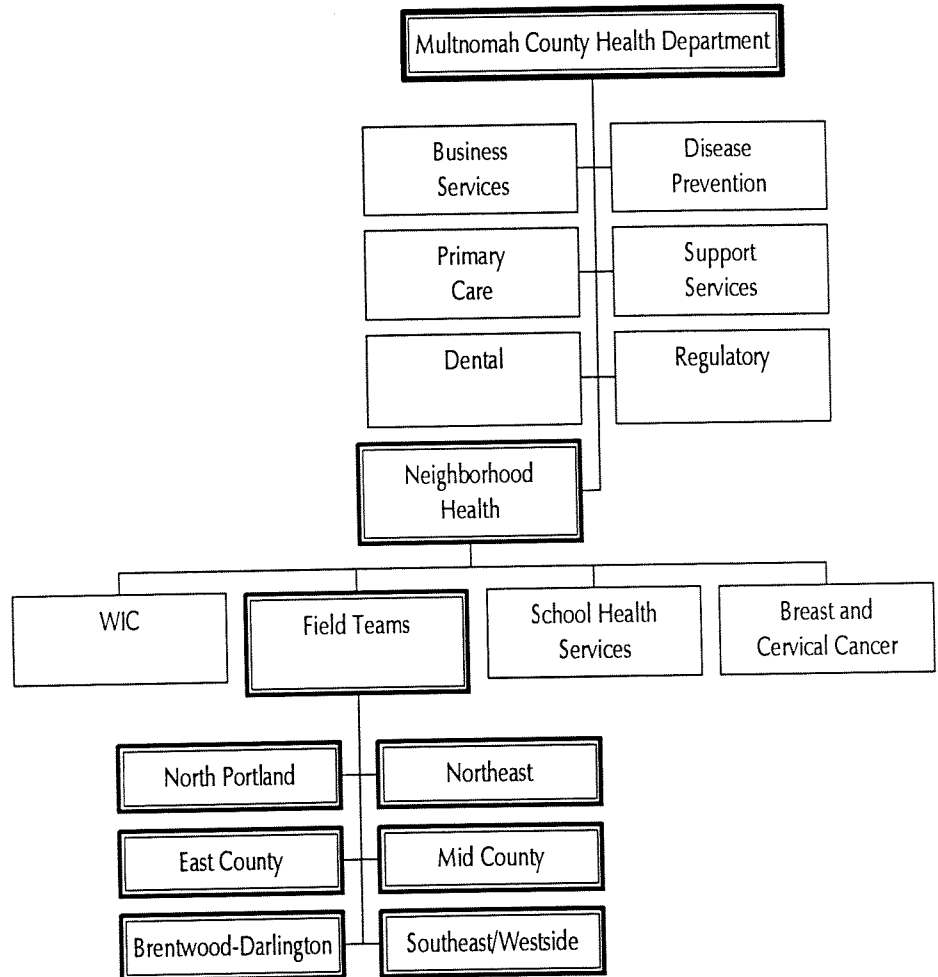 Multnomah County Health Department
Business
Services
Disease
Prevention
Primary
Care
Support
Services
Dental
Regulatory
Neighborhood
Health
WIC
Field Teams
School Health
Services
Breast and
Cervical Cancer
North Portland
Northeast
East County
Mid County
Brentwood-Darlington
Southeast/Westside